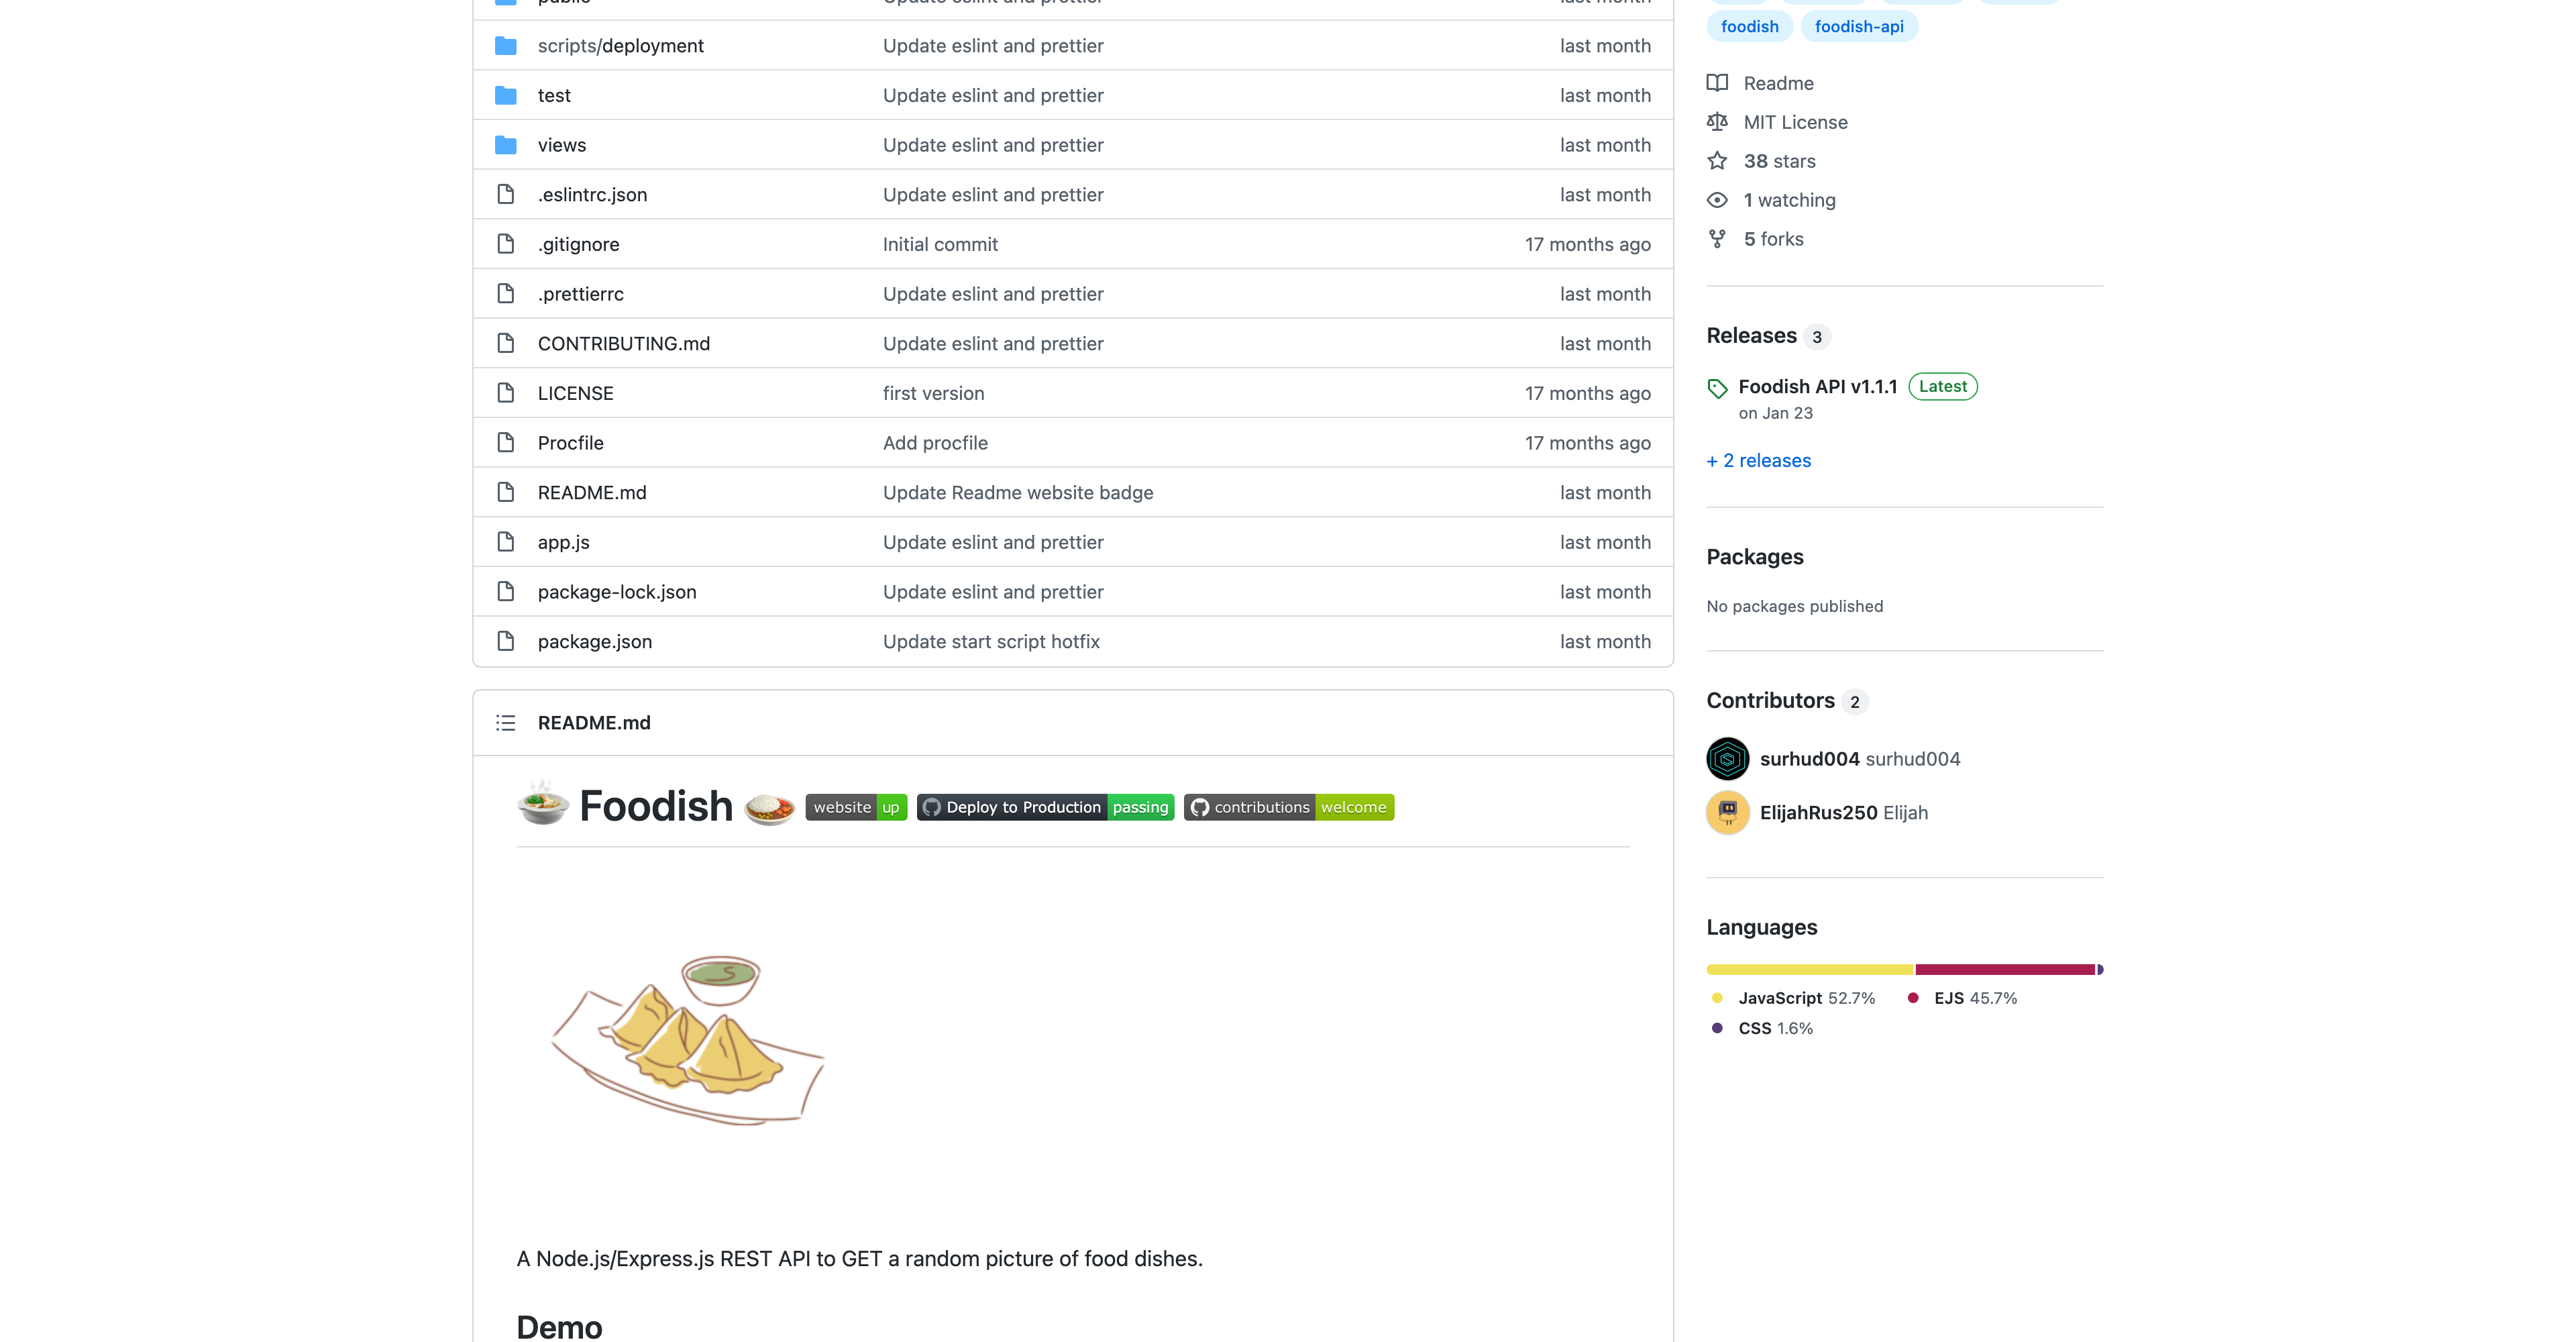 scripts/deployment Update eslint and prettier last month
test Update eslint and prettier last month
views Update eslint and prettier last month
.eslintrc.json Update eslint and prettier last month
.gitignore Initial commit 17 months ago
.prettierrc Update eslint and prettier last month
CONTRIBUTING.md Update eslint and prettier last month
LICENSE first version 17 months ago
Procfile Add procfile 17 months ago
README.md Update Readme website badge last month
app.js Update eslint and prettier last month
package-lock.json Update eslint and prettier last month
package.json Update start script hotfix last month
README.md
Foodish website up Deploy to Production passing contributions welcome
A Node.js/Express.js REST API to GET a random picture of food dishes.
Demo
foodish foodish-api
Readme
MIT License
38 stars
1 watching
5 forks
Releases 3
Foodish API v1.1.1 Latest
on Jan 23
+ 2 releases
Packages
No packages published
Contributors 2
surhud004 surhud004
ElijahRus250 Elijah
Languages
JavaScript 52.7% EJS 45.7%
CSS 1.6%